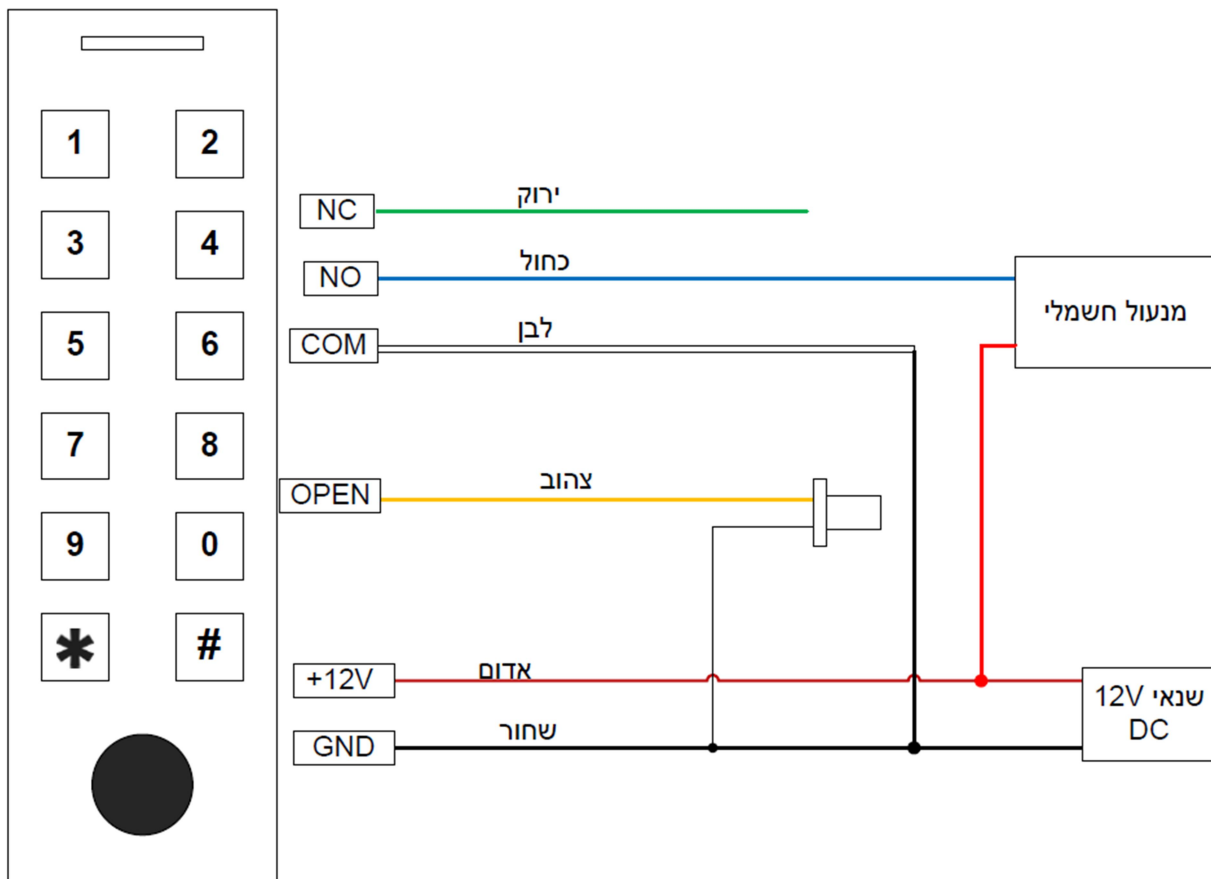 1 2
3 4
5 6
7 8
9 0
* #
NC ירוק
NO כחול
COM לבן
מנעול חשמלי
OPEN צהוב
+12V אדום
GND שחור
שנאי 12V
DC